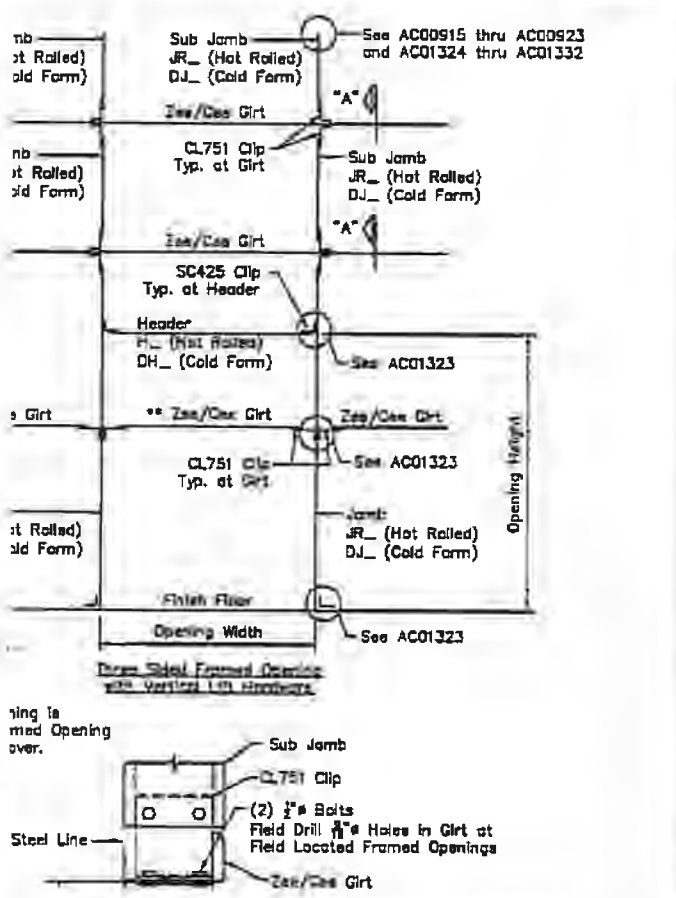 Sub Jamb
JR_ (Hot Rolled)
DJ_ (Cold Form)
See AC00915 thru AC00923
and AC01324 thru AC01332
"A"
Zee/Cee Girt
CL751 Clip
Typ. at Girt
Sub Jamb
JR_ (Hot Rolled)
DJ_ (Cold Form)
"A"
Zee/Cee Girt
SC425 Clip
Typ. at Header
Header
H_ (Hot Rolled)
DH_ (Cold Form)
See AC01323
Girt
** Zee/Cee Girt
Zee/Cee Girt
CL751 Clip
Typ. at Girt
See AC01323
Opening Height
Jamb
JR_ (Hot Rolled)
DJ_ (Cold Form)
Finish Floor
Opening Width
See AC01323
Three Sided Framed Opening
with Vertical Lift Hardware
Opening
Sub Jamb
CL751 Clip
(2) ½"ø Bolts
Field Drill Holes in Girt at
Field Located Framed Openings
Steel Line
Zee/Cee Girt